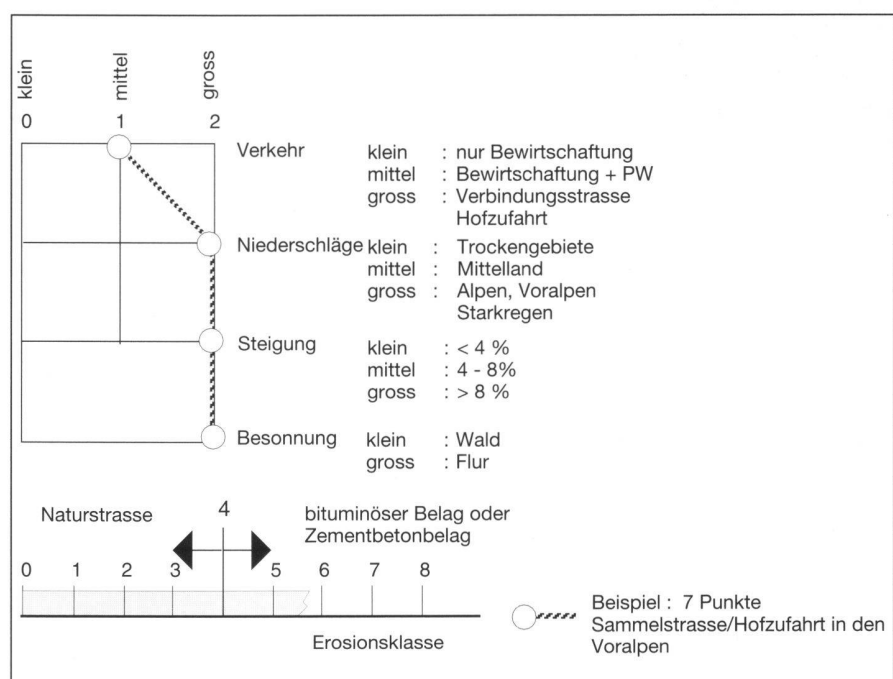 klein
mittel
gross
0 1 2
Verkehr klein : nur Bewirtschaftung
mittel : Bewirtschaftung + PW
gross : Verbindungsstrasse
Hofzufahrt
Niederschläge klein : Trockengebiete
mittel : Mittelland
gross : Alpen, Voralpen
Starkregen
Steigung klein : < 4 %
mittel : 4 - 8%
gross : > 8 %
Besonnung klein : Wald
gross : Flur
Naturstrasse 4 bituminöser Belag oder
Zementbetonbelag
0 1 2 3 5 6 7 8
Erosionsklasse
Beispiel : 7 Punkte
Sammelstrasse/Hofzufahrt in den
Voralpen